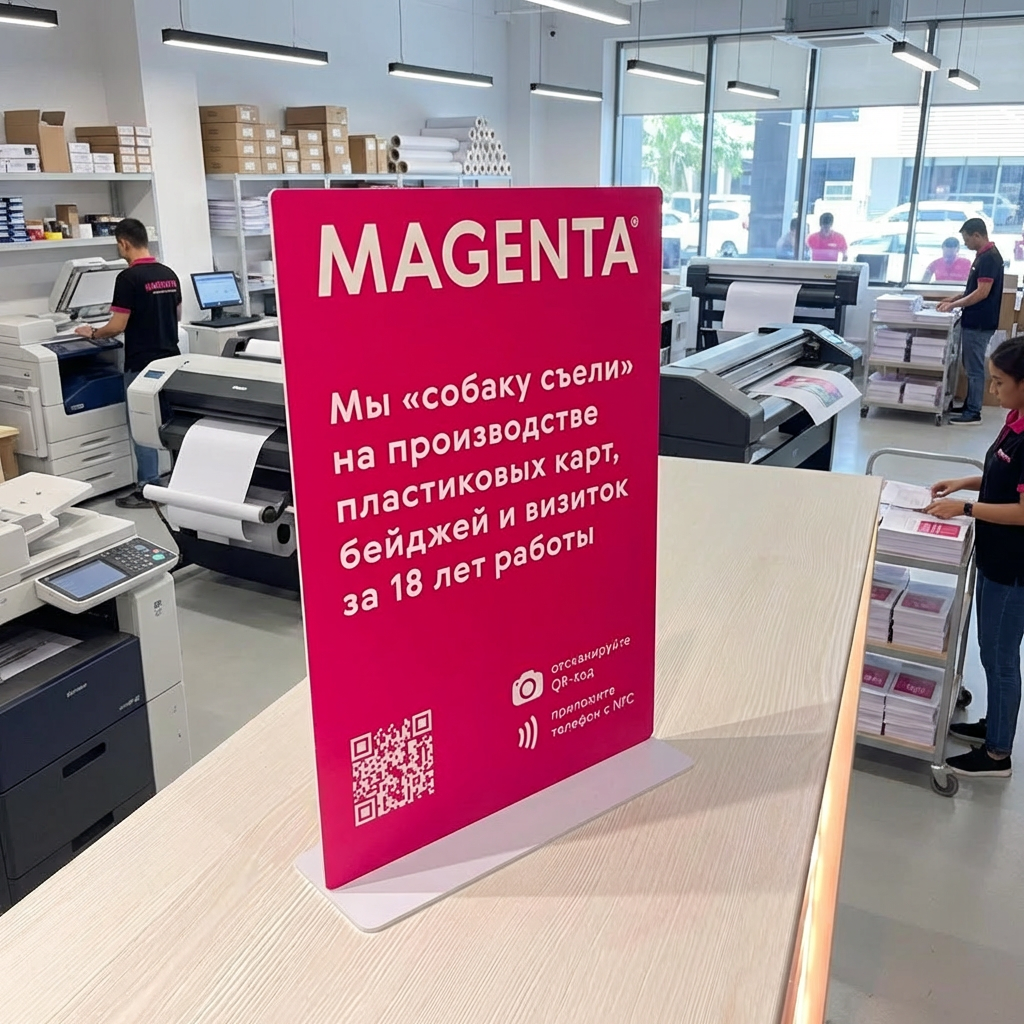 MAGENTA®
Мы «собаку съели»
на производстве
пластиковых карт,
бейджей и визиток
за 18 лет работы
отсканируйте
QR-код
приложите
телефон с NFC